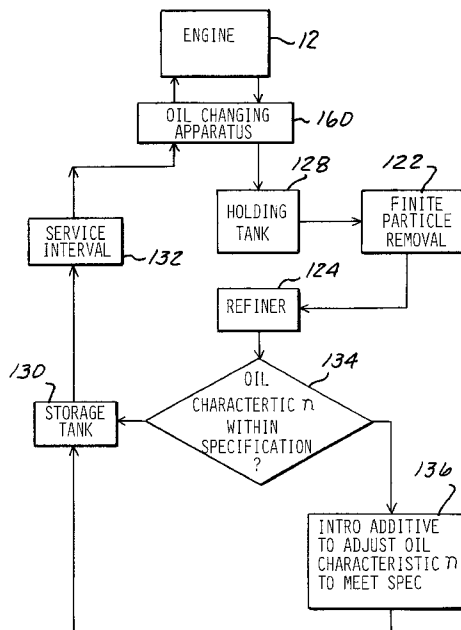 ENGINE
12
OIL CHANGING
APPARATUS
160
128
HOLDING
TANK
122
FINITE
PARTICLE
REMOVAL
SERVICE
INTERVAL
132
124
REFINER
134
OIL
CHARACTERTIC n
WITHIN
SPECIFICATION
?
130
STORAGE
TANK
136
INTRO ADDITIVE
TO ADJUST OIL
CHARACTERISTIC n
TO MEET SPEC